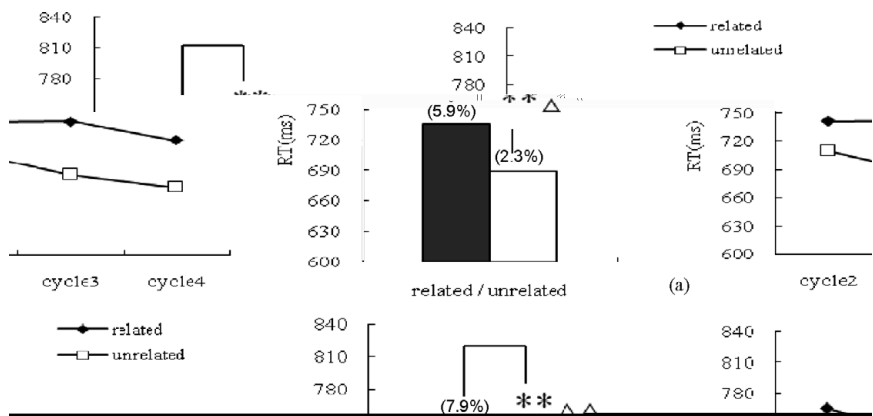 840
810
780
840
810
780
related
unrelated
**
(5.9%)
(2.3%)
RT(ms)
750
720
690
660
630
600
RT(ms)
750
720
690
660
630
600
cycle3
cycle4
related / unrelated
(a)
cycle2
related
unrelated
840
810
780
(7.9%)
**
840
810
780